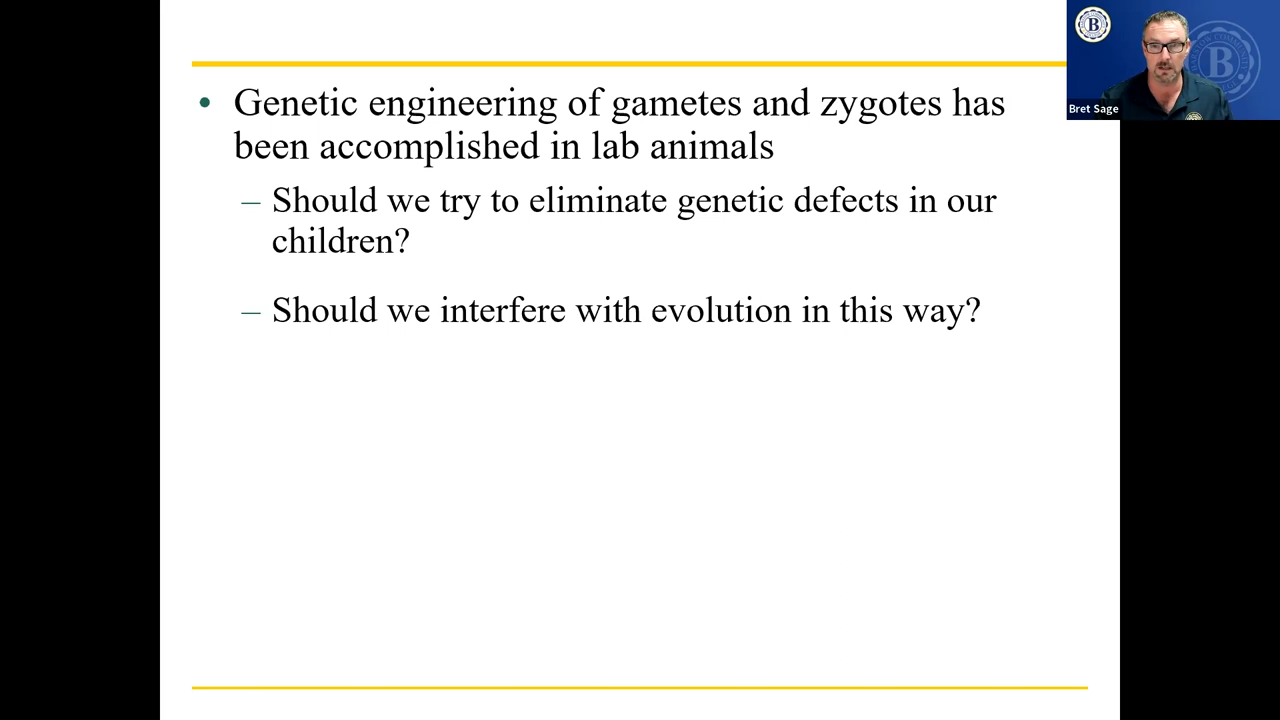 • Genetic engineering of gametes and zygotes has
been accomplished in lab animals
– Should we try to eliminate genetic defects in our
children?
– Should we interfere with evolution in this way?
B
B
Bret Sage